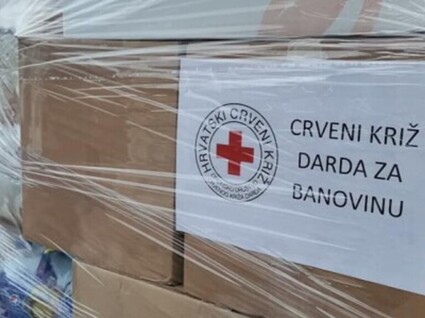 HRVATSKI CRVENI KRIŽ
CRVENI KRIŽ
DARDA ZA
BANOVINU